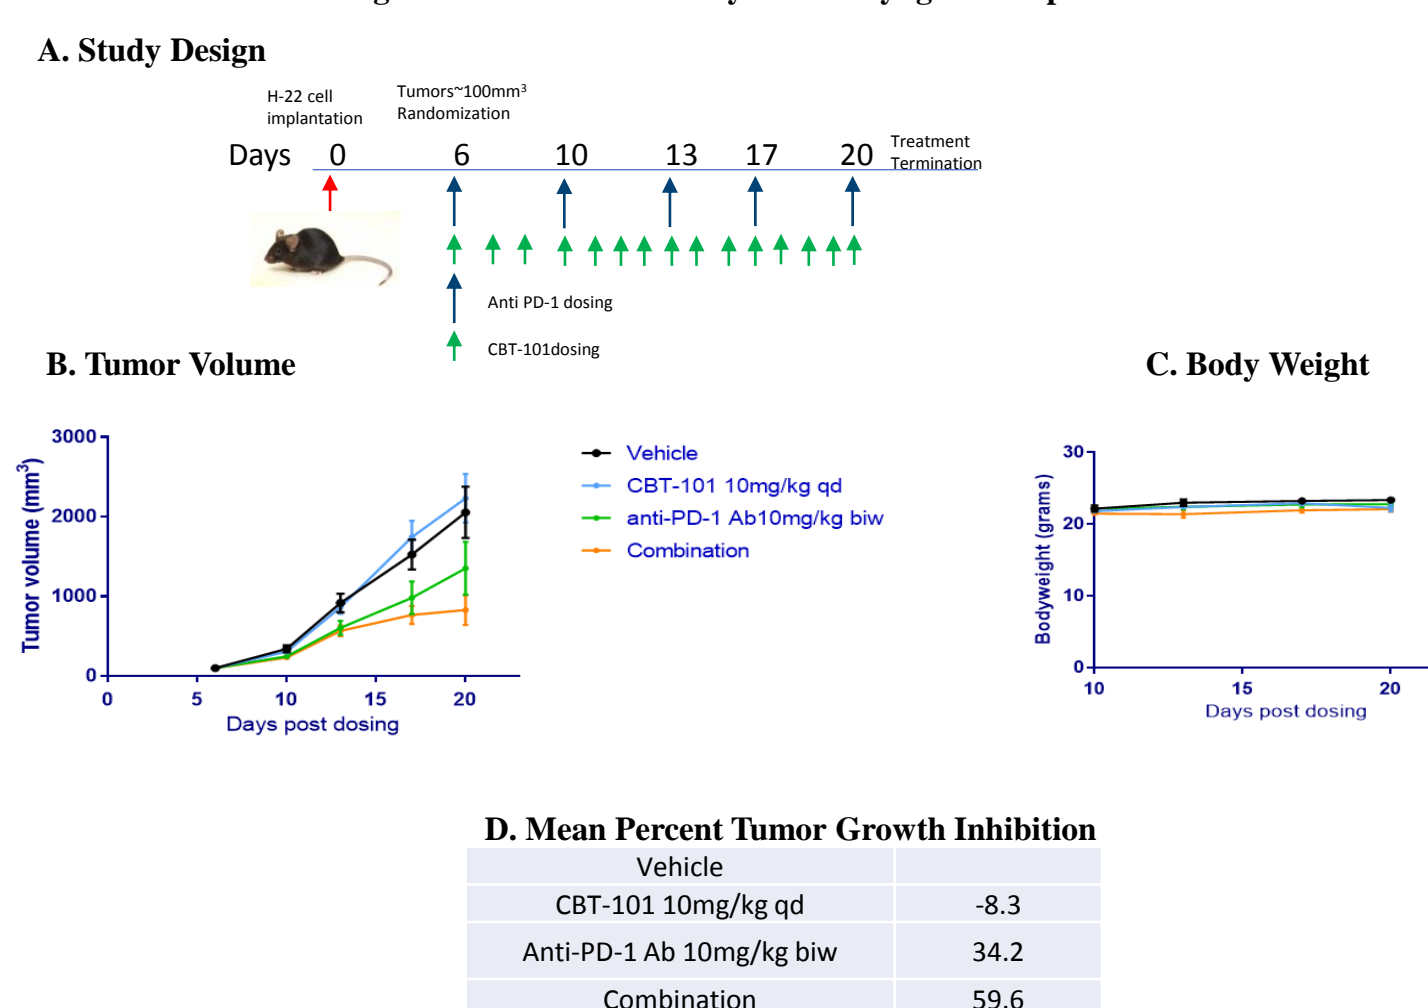 A. Study Design
H-22 cell
implantation
Tumors~100mm3
Randomization
Days 0 6 10 13 17 20
Treatment
Termination
Anti PD-1 dosing
CBT-101dosing
B. Tumor Volume
C. Body Weight
Tumor volume (mm3)
3000
2000
1000
0
0 5 10 15 20
Days post dosing
Vehicle
CBT-101 10mg/kg qd
anti-PD-1 Ab10mg/kg biw
Combination
Bodyweight (grams)
30
20
10
0
10 15 20
Days post dosing
D. Mean Percent Tumor Growth Inhibition
Vehicle
CBT-101 10mg/kg qd -8.3
Anti-PD-1 Ab 10mg/kg biw 34.2
Combination 59.6